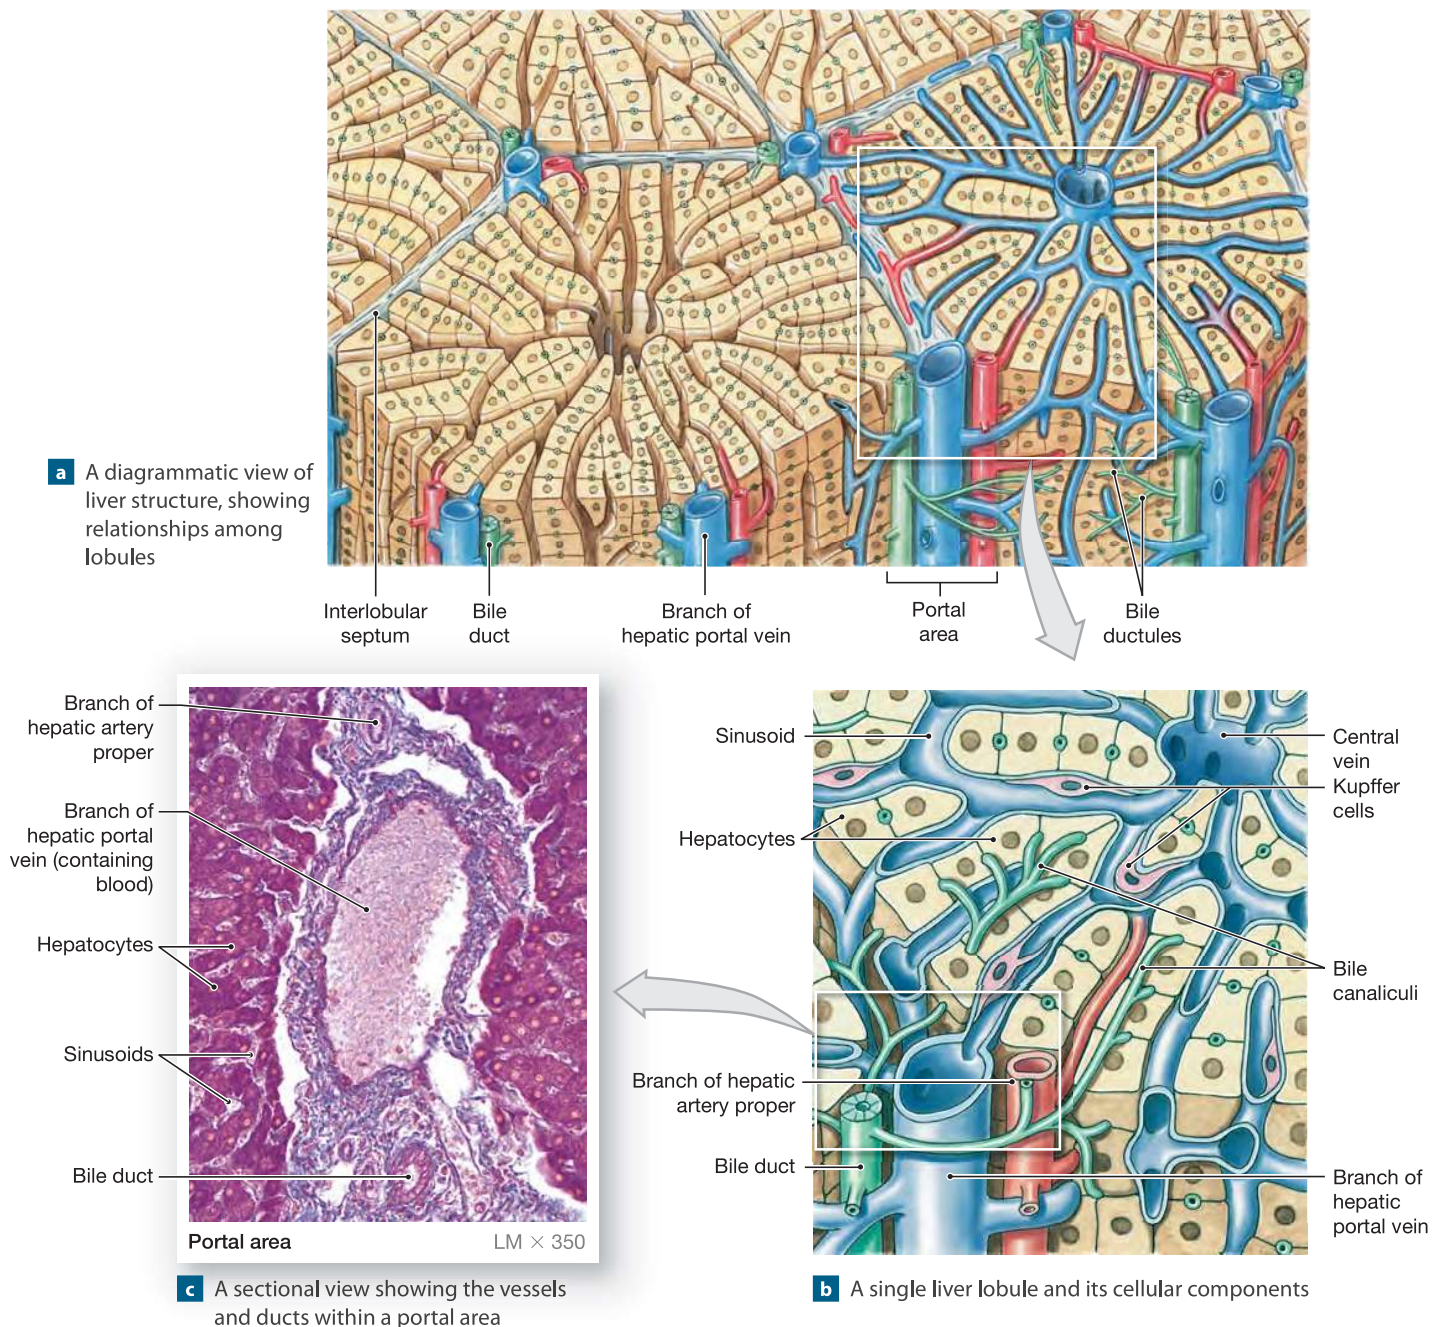 a A diagrammatic view of
liver structure, showing
relationships among
lobules
Interlobular
septum
Bile
duct
Branch of
hepatic portal vein
Portal
area
Bile
ductules
Branch of
hepatic artery
proper
Branch of
hepatic portal
vein (containing
blood)
Hepatocytes
Sinusoids
Bile duct
Portal area LM × 350
c A sectional view showing the vessels
and ducts within a portal area
Sinusoid
Hepatocytes
Branch of hepatic
artery proper
Bile duct
Central
vein
Kupffer
cells
Bile
canaliculi
Branch of
hepatic
portal vein
b A single liver lobule and its cellular components